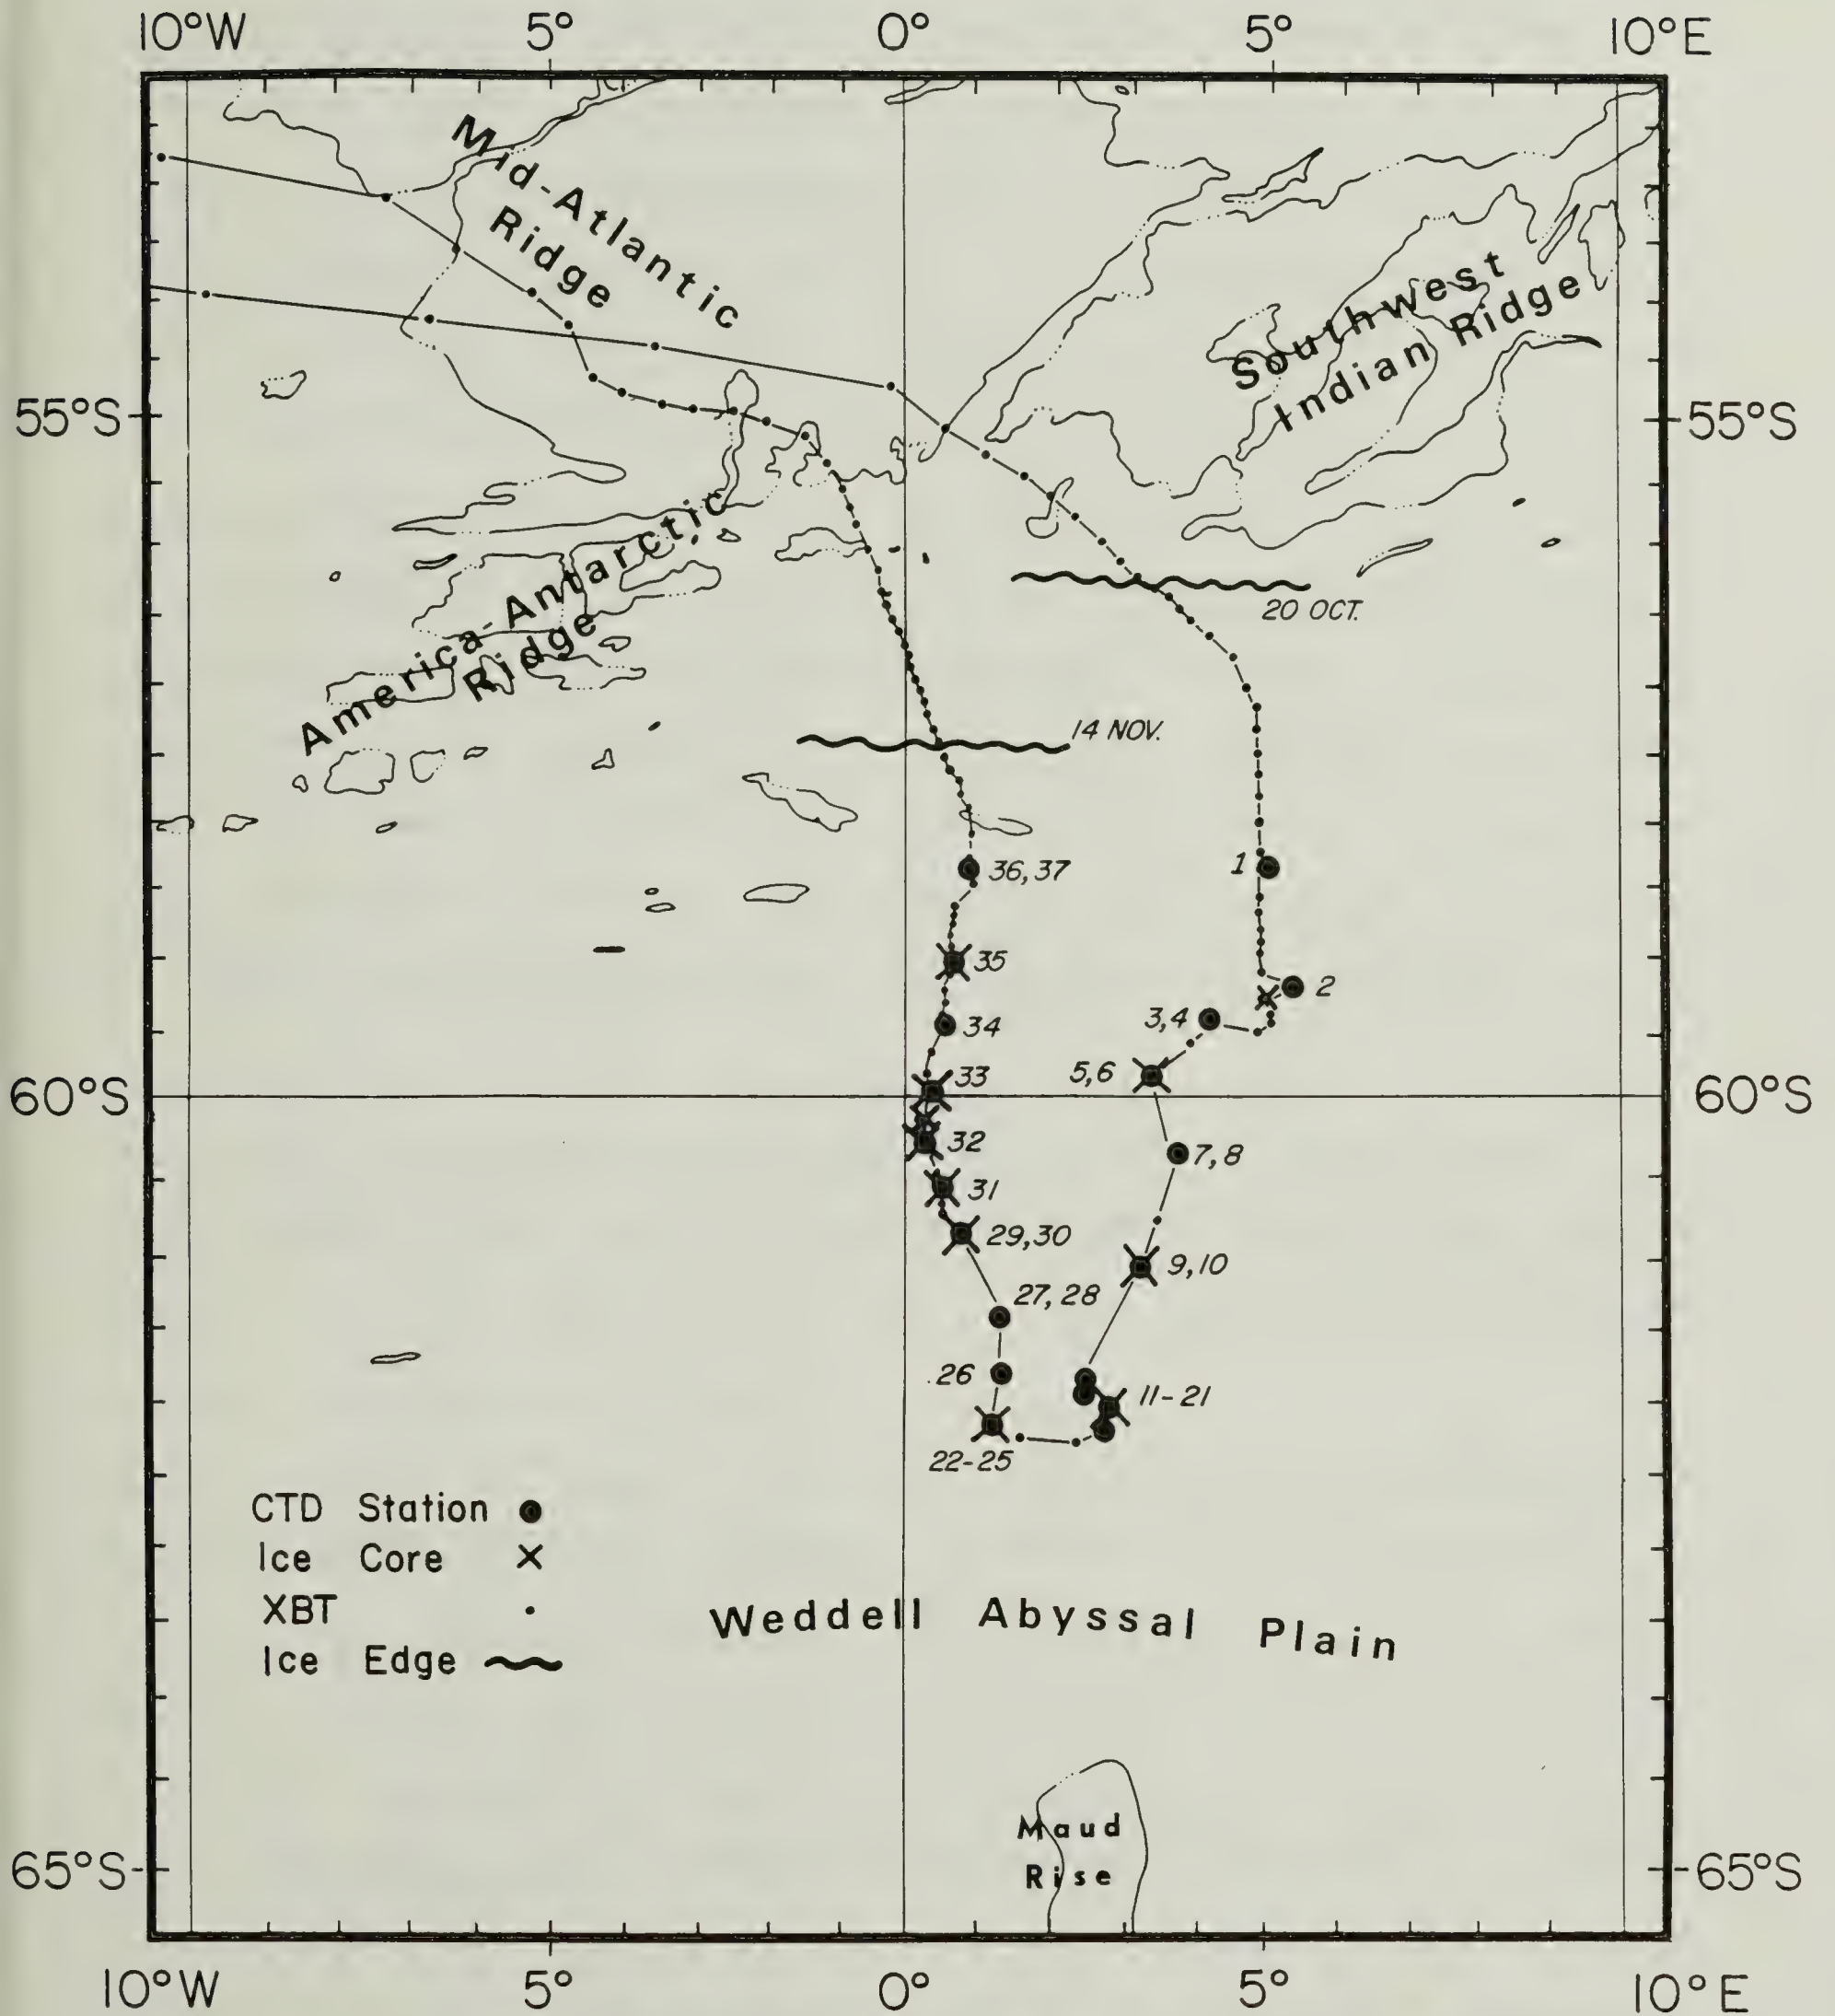 10°W 5° 0° 5° 10°E
Mid-Atlantic
Ridge
Southwest
Indian Ridge
55°S 55°S
America-Antarctic
Ridge
20 OCT.
14 NOV.
36,37
1
35
2
3,4
34
5,6
33
60°S 60°S
32
7,8
31
29,30
9,10
27,28
26
11-21
22-25
CTD Station
Ice Core
XBT
Ice Edge
Weddell Abyssal Plain
Maud
Rise
65°S 65°S
10°W 5° 0° 5° 10°E